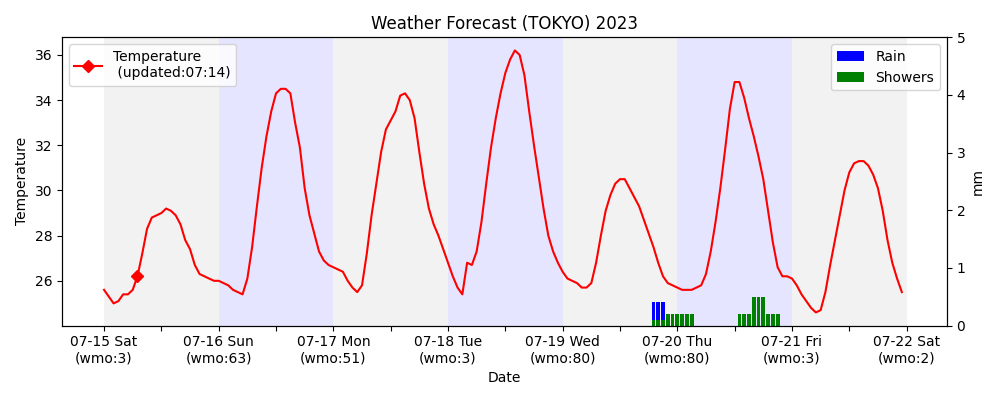 Weather Forecast (TOKYO) 2023
Temperature
(updated:07:14)
Rain
Showers
36
34
32
30
28
26
Temperature
5
4
3
2
1
0
mm
07-15 Sat
(wmo:3)
07-16 Sun
(wmo:63)
07-17 Mon
(wmo:51)
07-18 Tue
(wmo:3)
07-19 Wed
(wmo:80)
07-20 Thu
(wmo:80)
07-21 Fri
(wmo:3)
07-22 Sat
(wmo:2)
Date